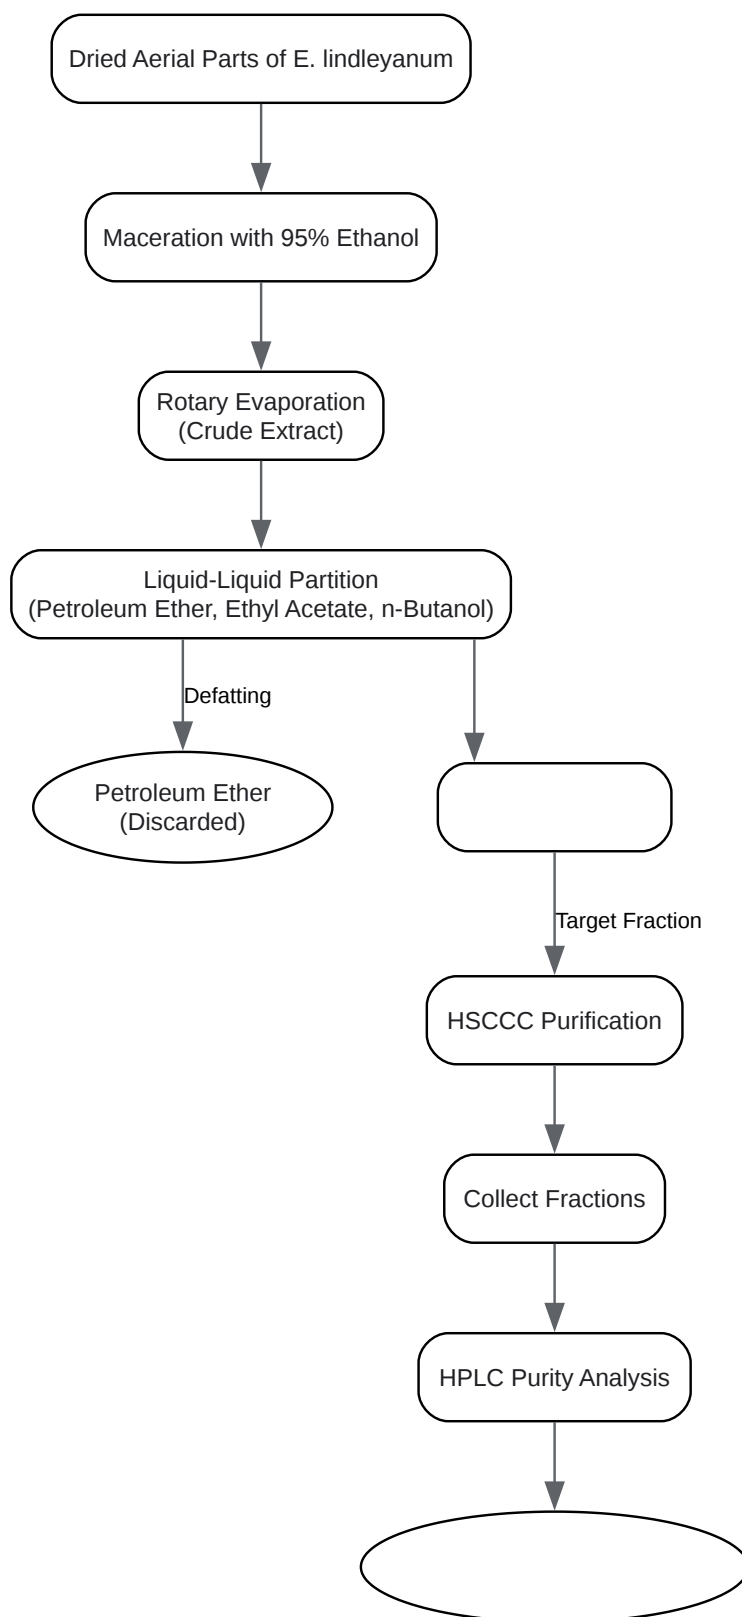 Dried Aerial Parts of E. lindleyanum
Maceration with 95% Ethanol
Rotary Evaporation
(Crude Extract)
Liquid-Liquid Partition
(Petroleum Ether, Ethyl Acetate, n-Butanol)
Defatting
Petroleum Ether
(Discarded)
Target Fraction
HSCCC Purification
Collect Fractions
HPLC Purity Analysis